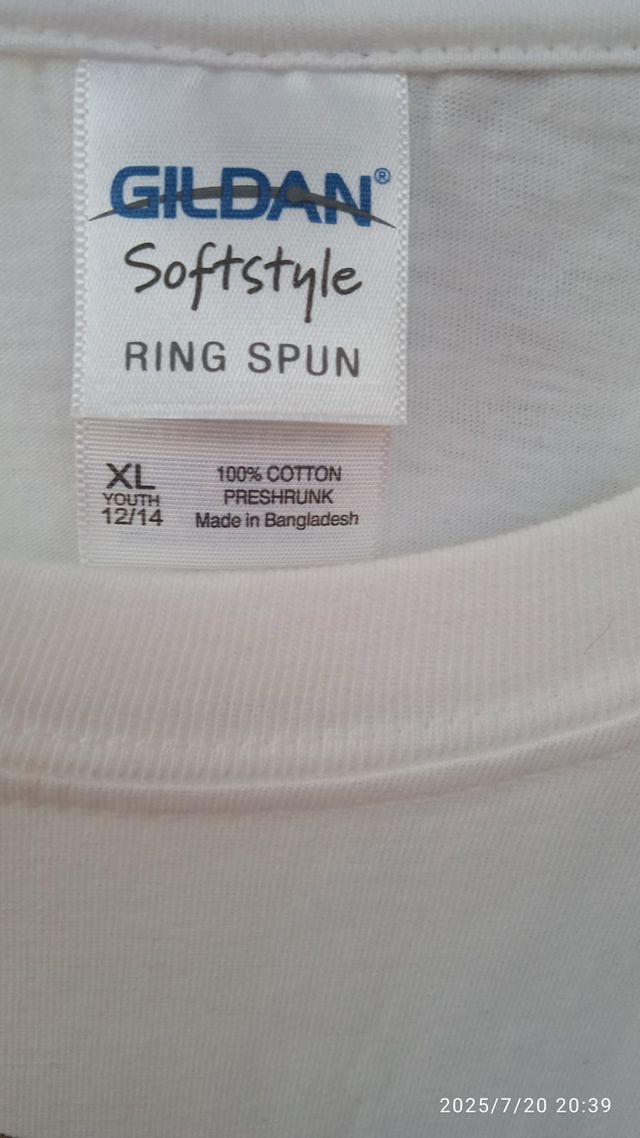 GILDAN®
Softstyle
RING SPUN
XL
YOUTH
12/14
100% COTTON
PRESHRUNK
Made in Bangladesh
2025/7/20 20:39